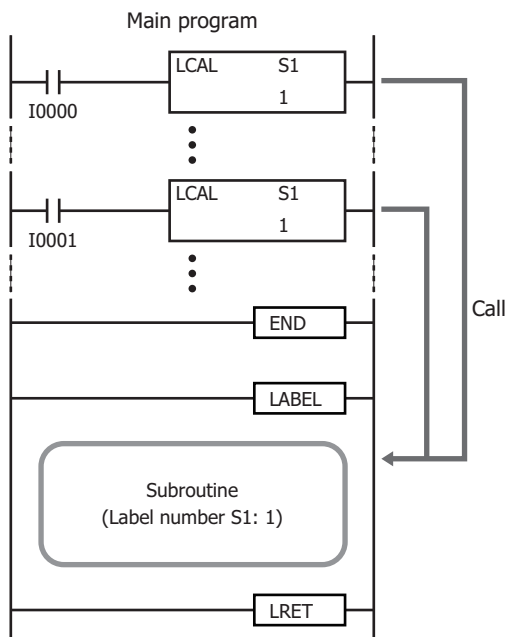 Main program
LCAL S1
1
I0000
LCAL S1
1
I0001
END
Call
LABEL
Subroutine
(Label number S1: 1)
LRET